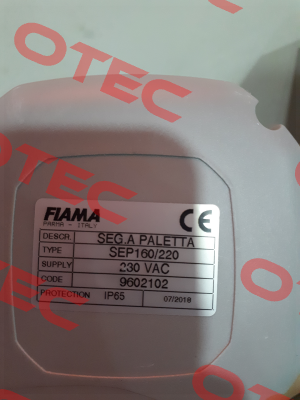 OTEC
OTEC
OTEC
OTEC
FIAMA CE
PARMA - ITALY
DESCR. SEG.A PALETTA
TYPE SEP160/220
SUPPLY 230 VAC
CODE 9602102
PROTECTION IP65 07/2018
OTEC